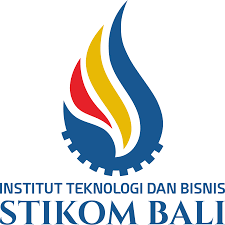 INSTITUT TEKNOLOGI DAN BISNIS
STIKOM BALI